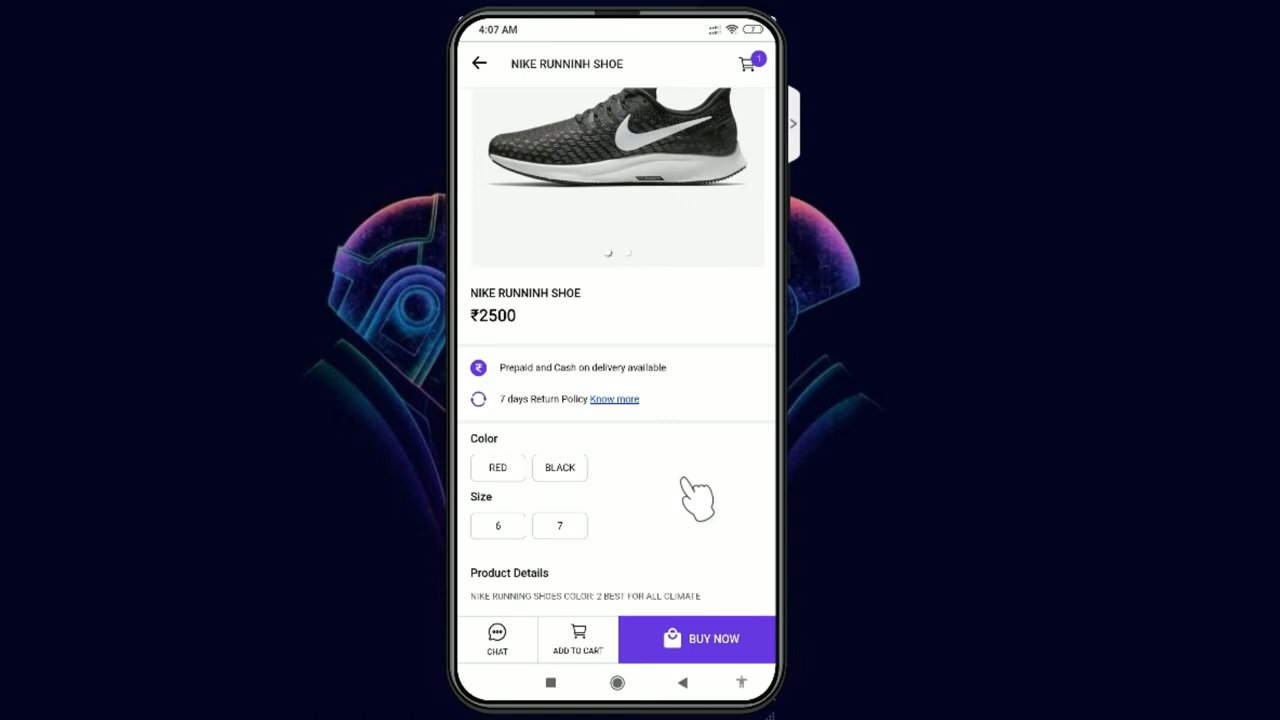 4:07 AM
7
NIKE RUNNINH SHOE
1
NIKE RUNNINH SHOE
₹2500
₹
Prepaid and Cash on delivery available
7 days Return Policy Know more
Color
RED BLACK
Size
6 7
Product Details
NIKE RUNNING SHOES COLOR: 2 BEST FOR ALL CLIMATE
CHAT
ADD TO CART
BUY NOW